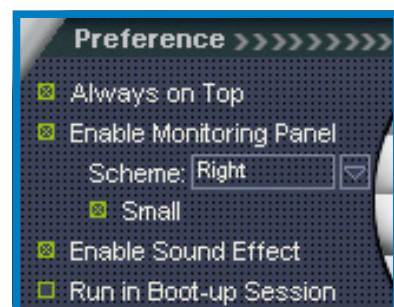 Preference >>>>>>>>>
Always on Top
Enable Monitoring Panel
Scheme: Right
Small
Enable Sound Effect
Run in Boot-up Session